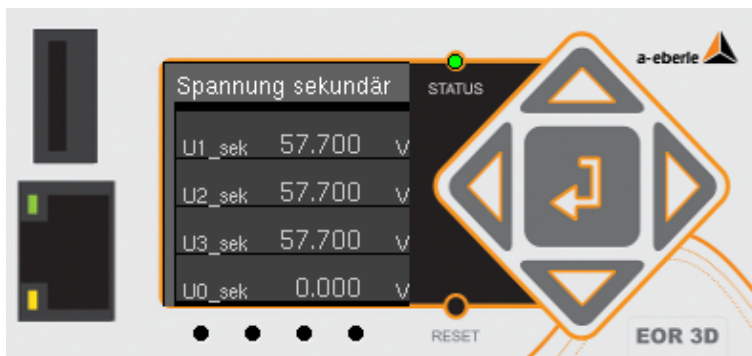 a-eberle
Spannung sekundär
STATUS
U1_sek 57.700 V
U2_sek 57.700 V
U3_sek 57.700 V
U0_sek 0.000 V
RESET
EOR 3D